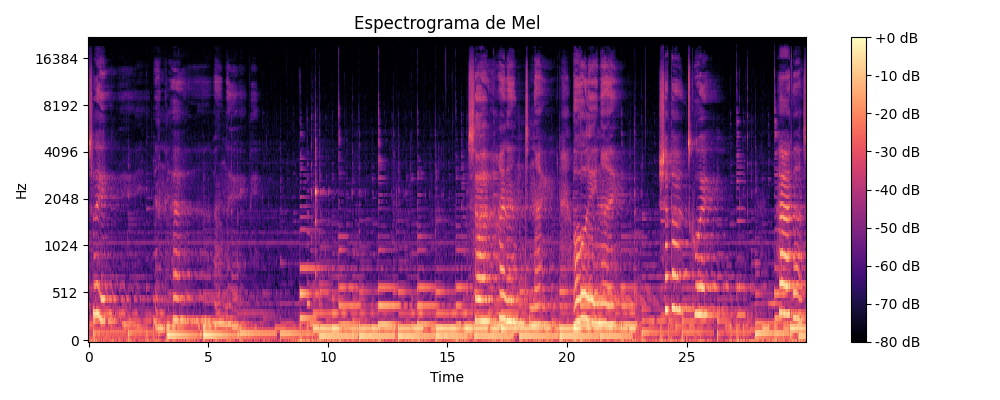 Espectrograma de Mel
+0 dB
16384
-10 dB
8192
-20 dB
4096
-30 dB
Hz
-40 dB
2048
-50 dB
1024
-60 dB
512
-70 dB
0
-80 dB
0 5 10 15 20 25
Time